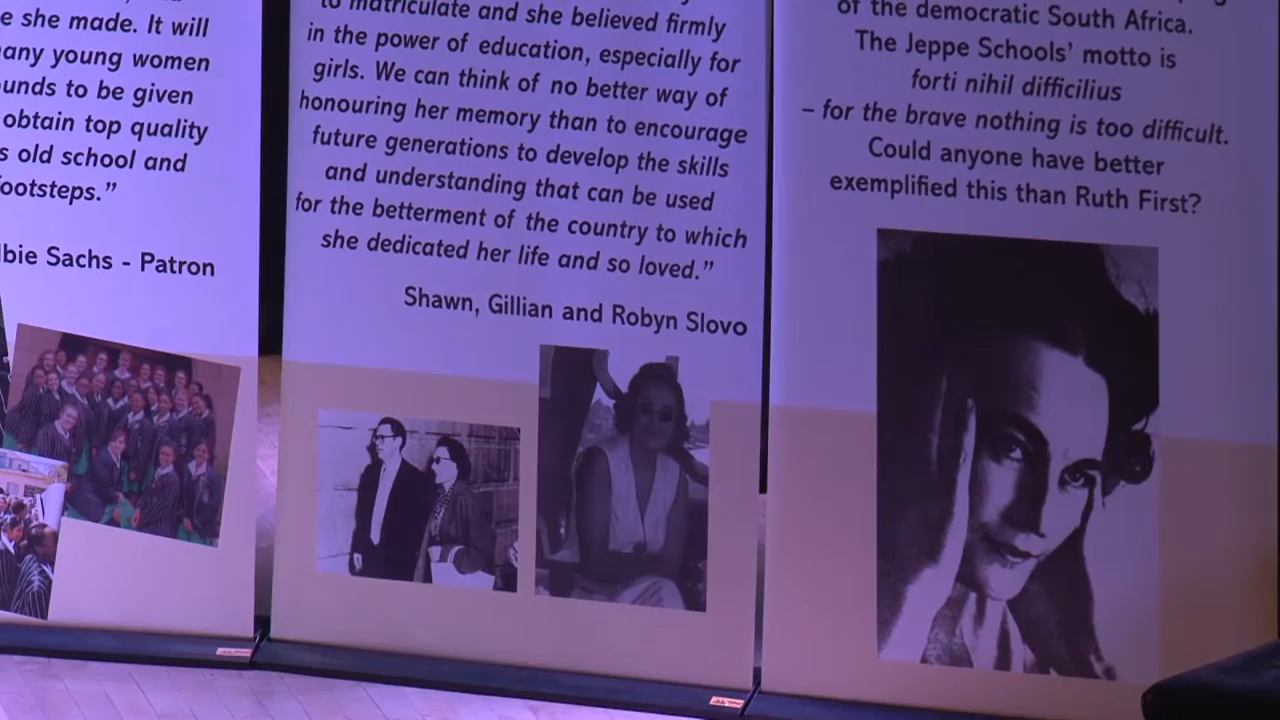 e she made. It will
any young women
unds to be given
obtain top quality
s old school and
ootsteps."
lbie Sachs - Patron
to matriculate and she believed firmly
in the power of education, especially for
girls. We can think of no better way of
honouring her memory than to encourage
future generations to develop the skills
and understanding that can be used
for the betterment of the country to which
she dedicated her life and so loved."
Shawn, Gillian and Robyn Slovo
of the democratic South Africa.
The Jeppe Schools' motto is
forti nihil difficilius
– for the brave nothing is too difficult.
Could anyone have better
exemplified this than Ruth First?